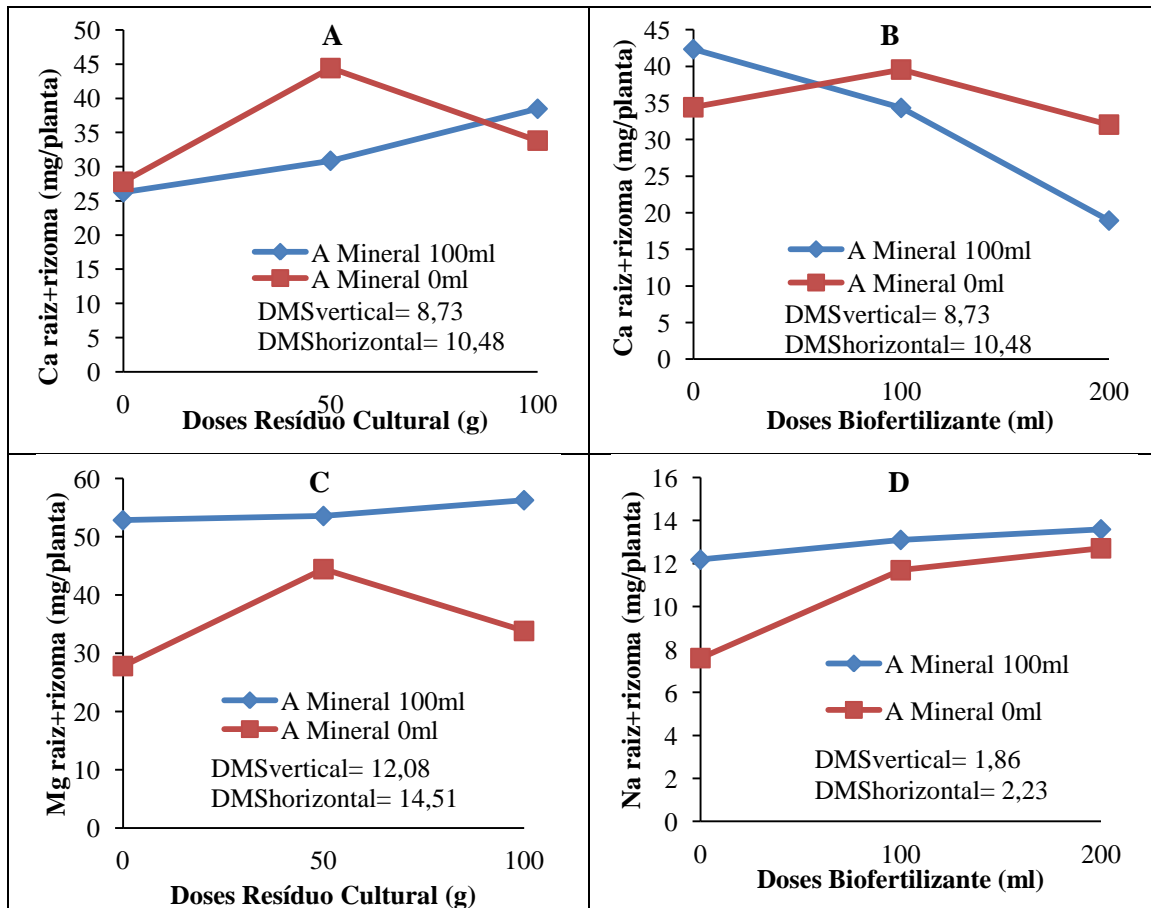 A
Ca raiz+rizoma (mg/planta)
50
45
40
35
30
25
20
15
10
5
0
A Mineral 100ml
A Mineral 0ml
DMSvertical= 8,73
DMShorizontal= 10,48
0 50 100
Doses Resíduo Cultural (g)
B
Ca raiz+rizoma (mg/planta)
45
40
35
30
25
20
15
10
5
0
A Mineral 100ml
A Mineral 0ml
DMSvertical= 8,73
DMShorizontal= 10,48
0 100 200
Doses Biofertilizante (ml)
C
Mg raiz+rizoma (mg/planta)
60
50
40
30
20
10
0
A Mineral 100ml
A Mineral 0ml
DMSvertical= 12,08
DMShorizontal= 14,51
0 50 100
Doses Resíduo Cultural (g)
D
Na raiz+rizoma (mg/planta)
16
14
12
10
8
6
4
2
0
A Mineral 100ml
A Mineral 0ml
DMSvertical= 1,86
DMShorizontal= 2,23
0 100 200
Doses Biofertilizante (ml)